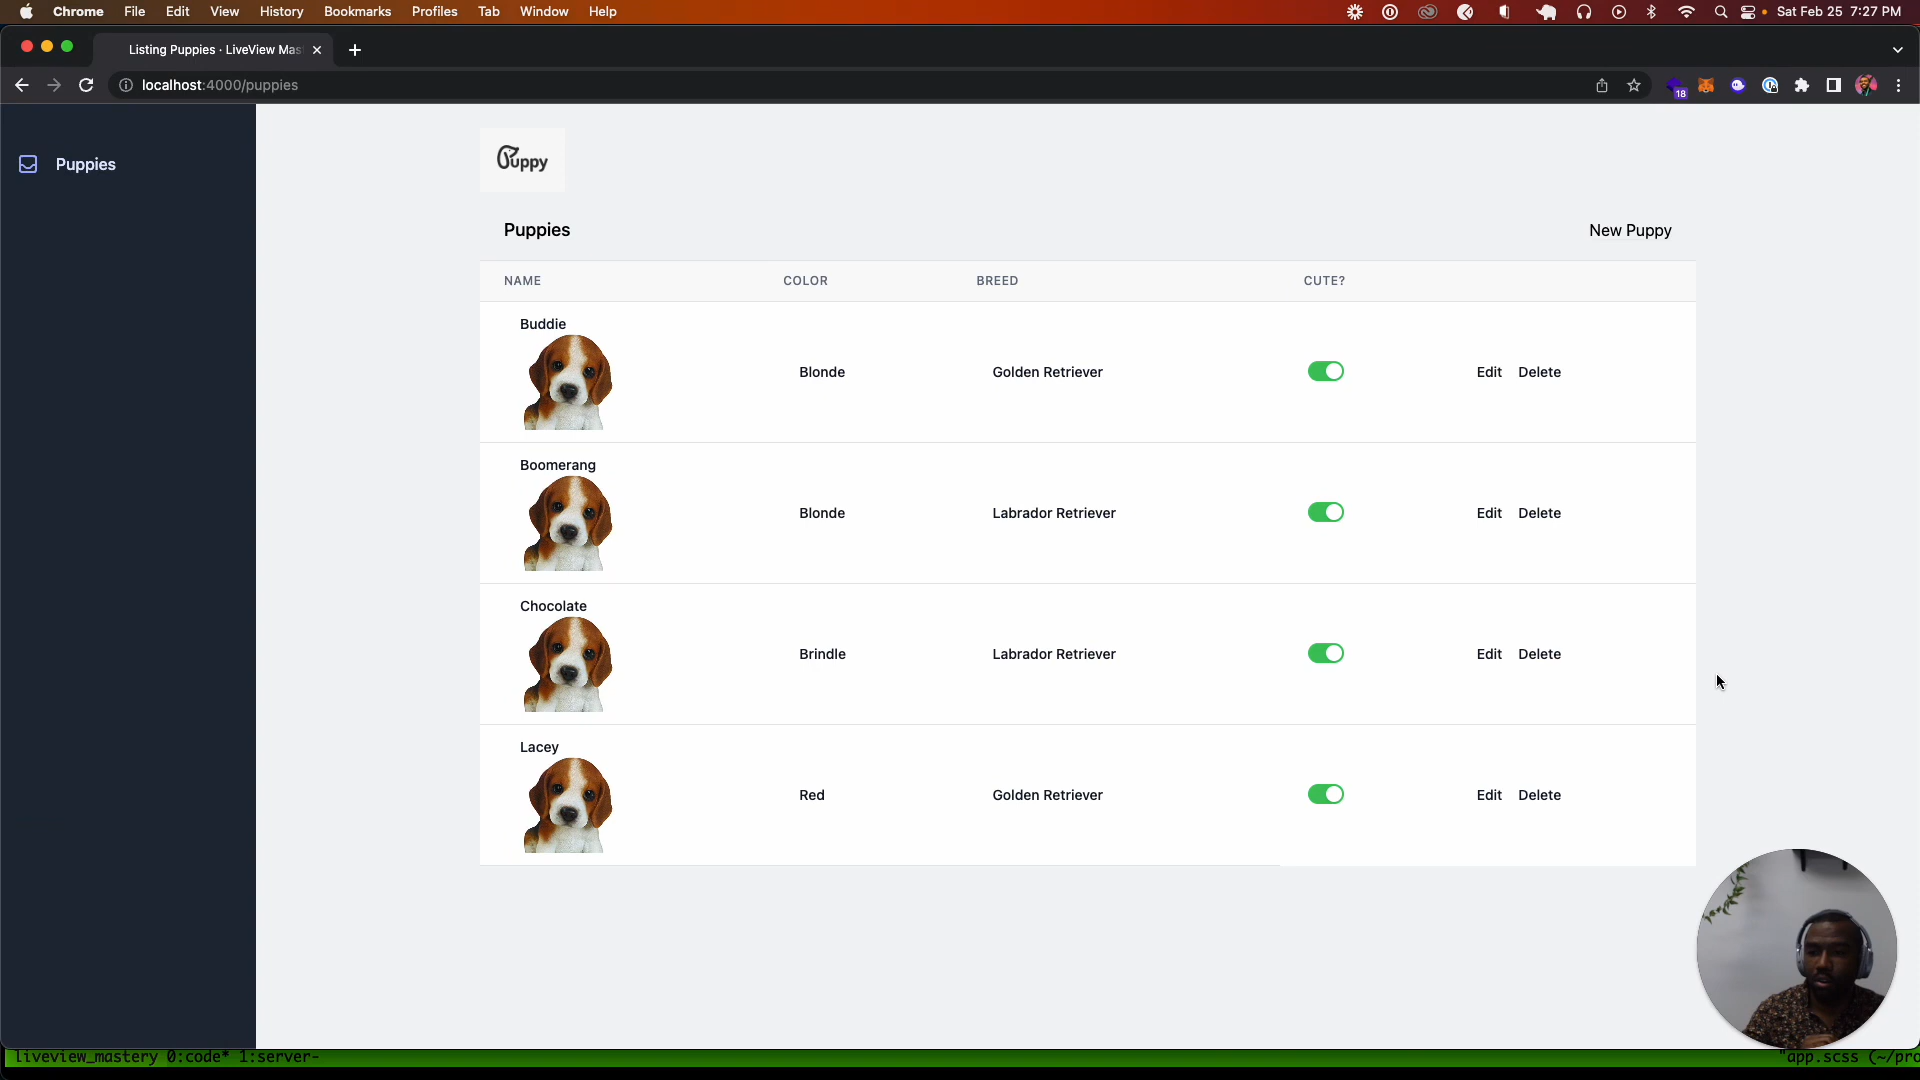 Chrome File Edit View History Bookmarks Profiles Tab Window Help Sat Feb 25 7:27 PM
Listing Puppies · LiveView Mas
localhost:4000/puppies
18
Puppies
Puppy
Puppies New Puppy
NAME COLOR BREED CUTE?
Buddie
Blonde Golden Retriever Edit Delete
Boomerang
Blonde Labrador Retriever Edit Delete
Chocolate
Brindle Labrador Retriever Edit Delete
Lacey
Red Golden Retriever Edit Delete
liveview_mastery 0:code* 1:server- "app.scss (~/pro